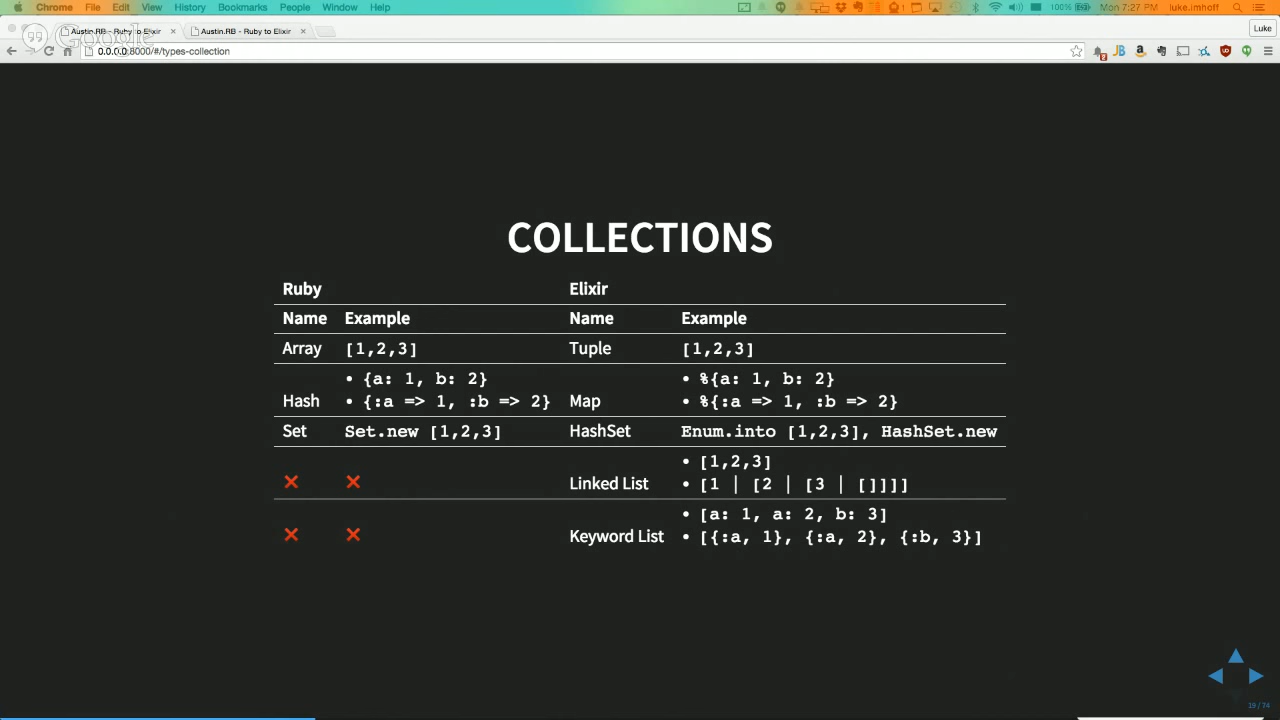 Chrome File Edit View History Bookmarks People Window Help 100% Mon 7:27 PM luke.imhoff
Austin.RB - Ruby to Elixir × Austin.RB - Ruby to Elixir × Luke
Google
0.0.0.0:8000/#/types-collection
COLLECTIONS
Ruby Elixir
Name Example Name Example
Array [1,2,3] Tuple [1,2,3]
• {a: 1, b: 2} • %{a: 1, b: 2}
Hash • {:a => 1, :b => 2} Map • %{:a => 1, :b => 2}
Set Set.new [1,2,3] HashSet Enum.into [1,2,3], HashSet.new
• [1,2,3]
× × Linked List • [1 | [2 | [3 | []]]]
• [a: 1, a: 2, b: 3]
× × Keyword List • [{:a, 1}, {:a, 2}, {:b, 3}]
19 / 74